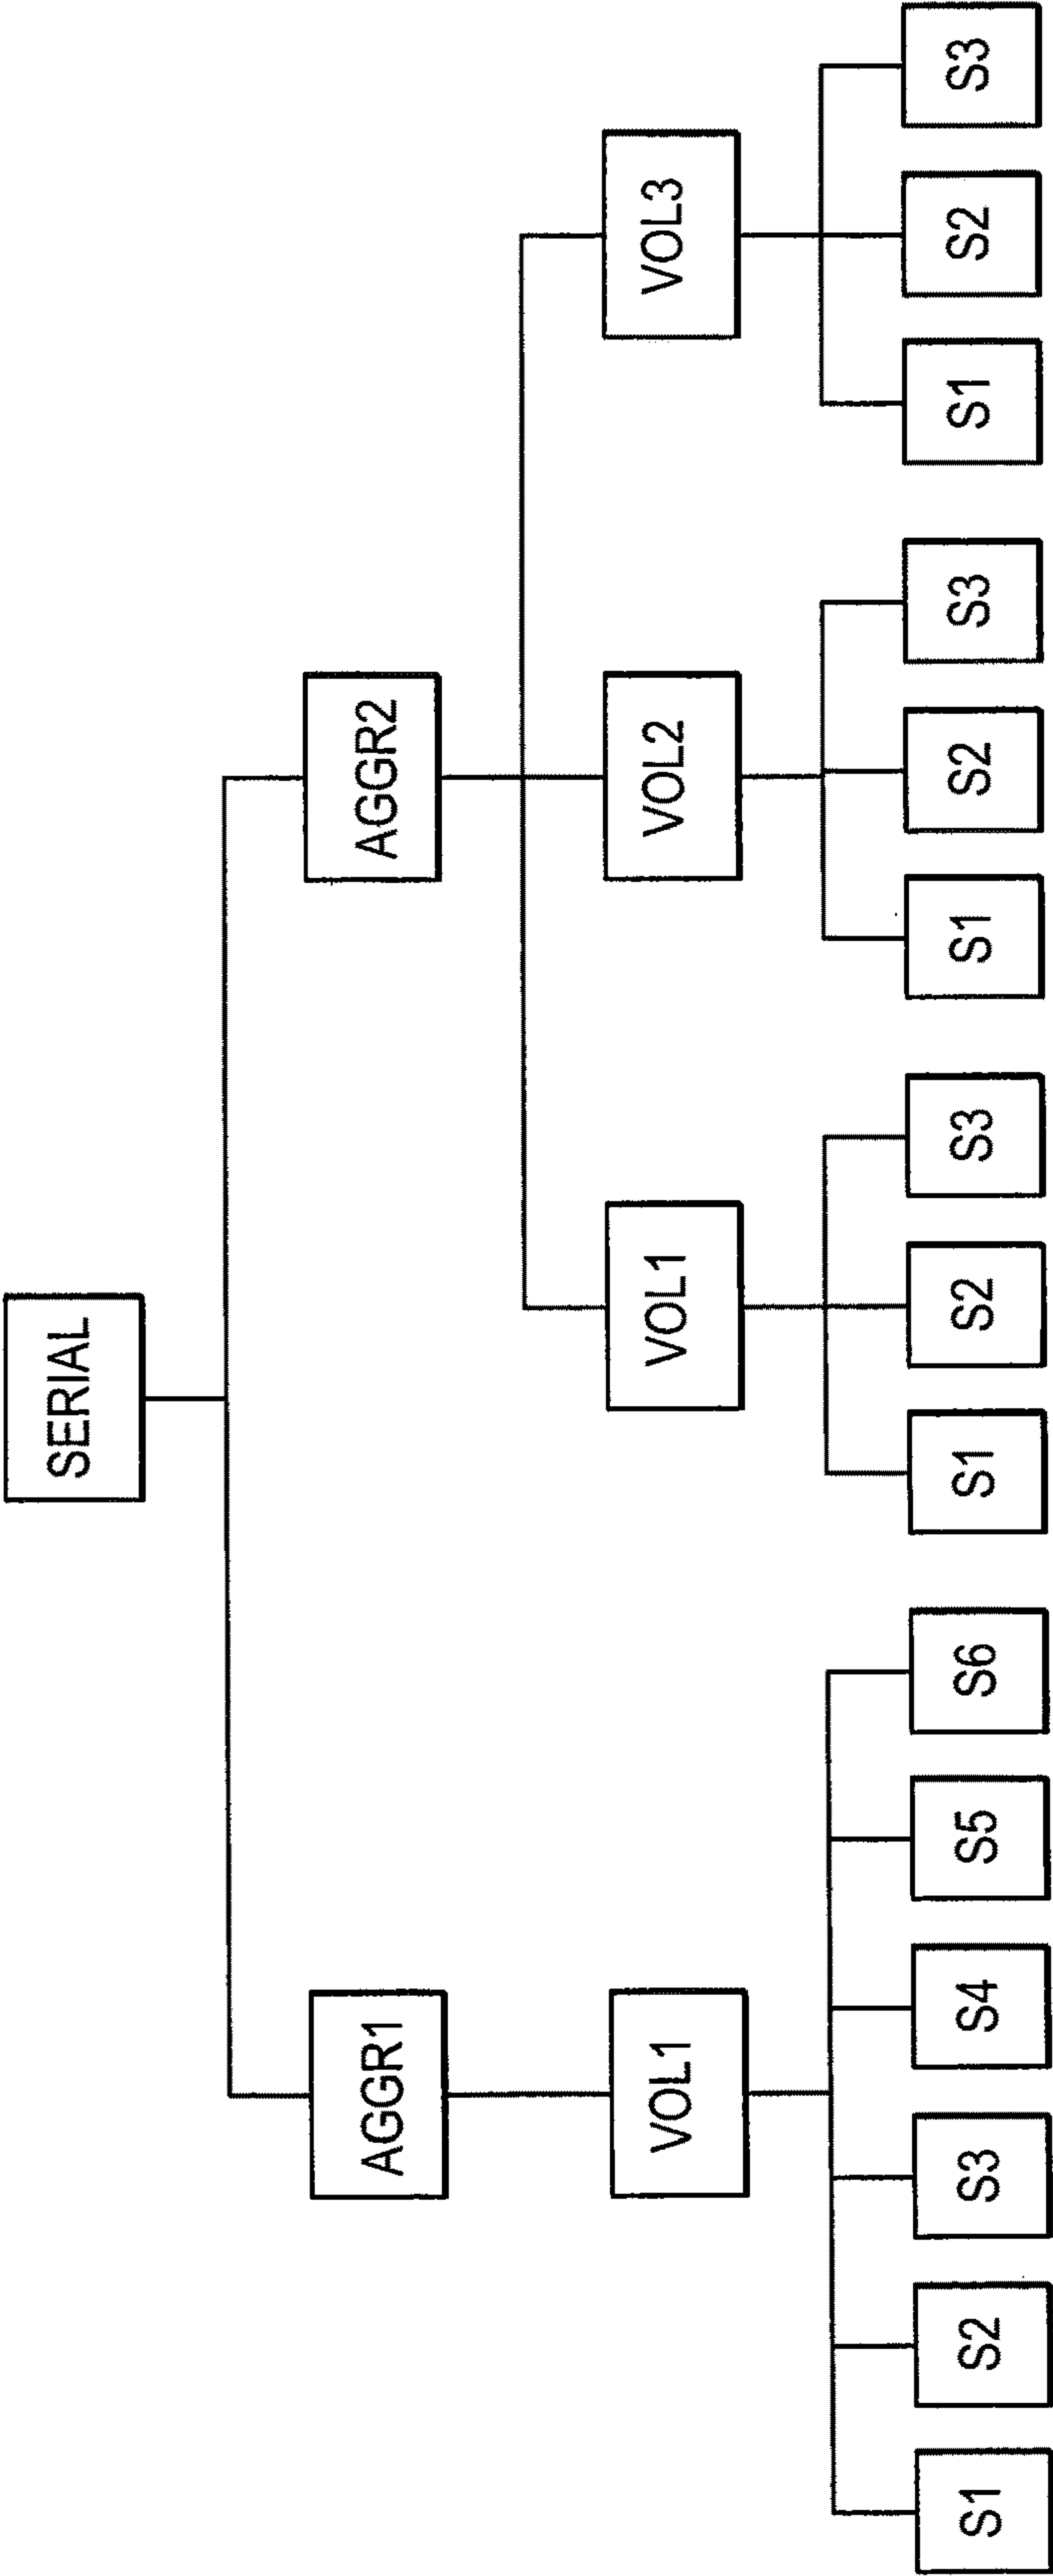 SERIAL
AGGR1
AGGR2
VOL1
VOL1
VOL2
VOL3
S1
S2
S3
S4
S5
S6
S1
S2
S3
S1
S2
S3
S1
S2
S3